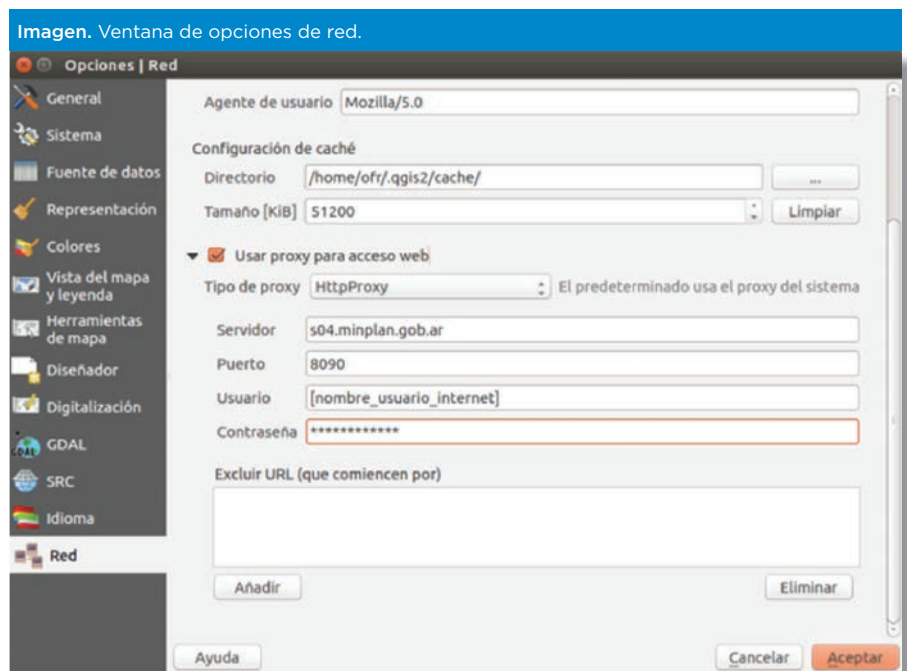 Imagen. Ventana de opciones de red.
Opciones | Red
General
Sistema
Fuente de datos
Representación
Colores
Vista del mapa
y leyenda
Herramientas
de mapa
Diseñador
Digitalización
GDAL
SRC
Idioma
Red
Agente de usuario Mozilla/5.0
Configuración de caché
Directorio /home/ofr/.qgis2/cache/ ...
Tamaño [KiB] 51200 Limpiar
Usar proxy para acceso web
Tipo de proxy HttpProxy El predeterminado usa el proxy del sistema
Servidor s04.minplan.gob.ar
Puerto 8090
Usuario [nombre_usuario_internet]
Contraseña ************
Excluir URL (que comiencen por)
Añadir Eliminar
Ayuda Cancelar Aceptar